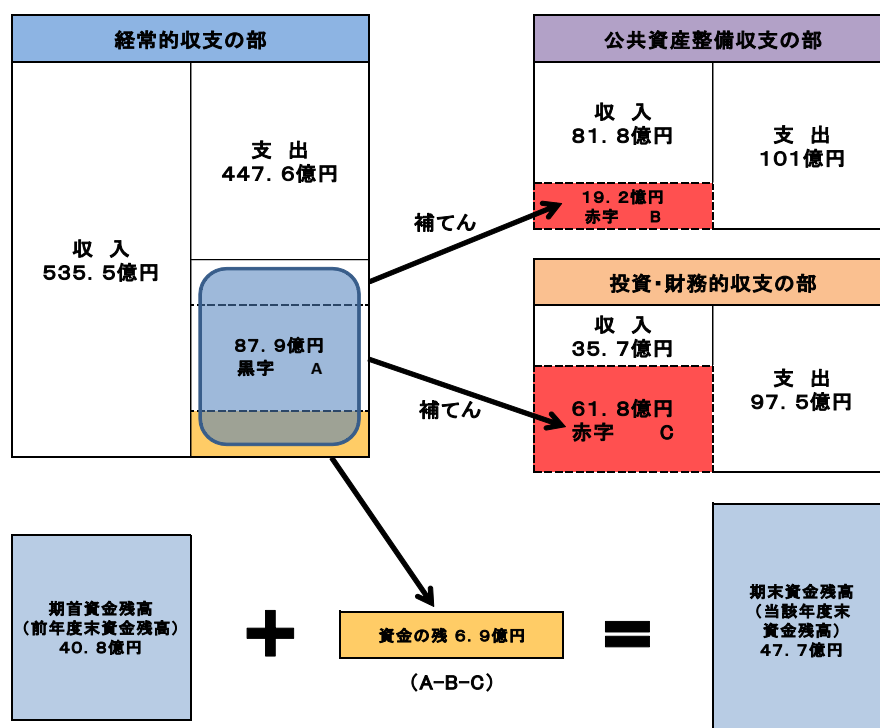 経常的収支の部
収　入
535．5億円
支　出
447．6億円
87．9億円
黒字　　A
公共資産整備収支の部
収　入
81．8億円
19．2億円
赤字　　B
支　出
101億円
補てん
投資・財務的収支の部
収　入
35．7億円
61．8億円
赤字　　C
支　出
97．5億円
補てん
期首資金残高
（前年度末資金残高）
40．8億円
＋
資金の残 6．9億円
（A－B－C）
＝
期末資金残高
（当該年度末
資金残高）
47．7億円